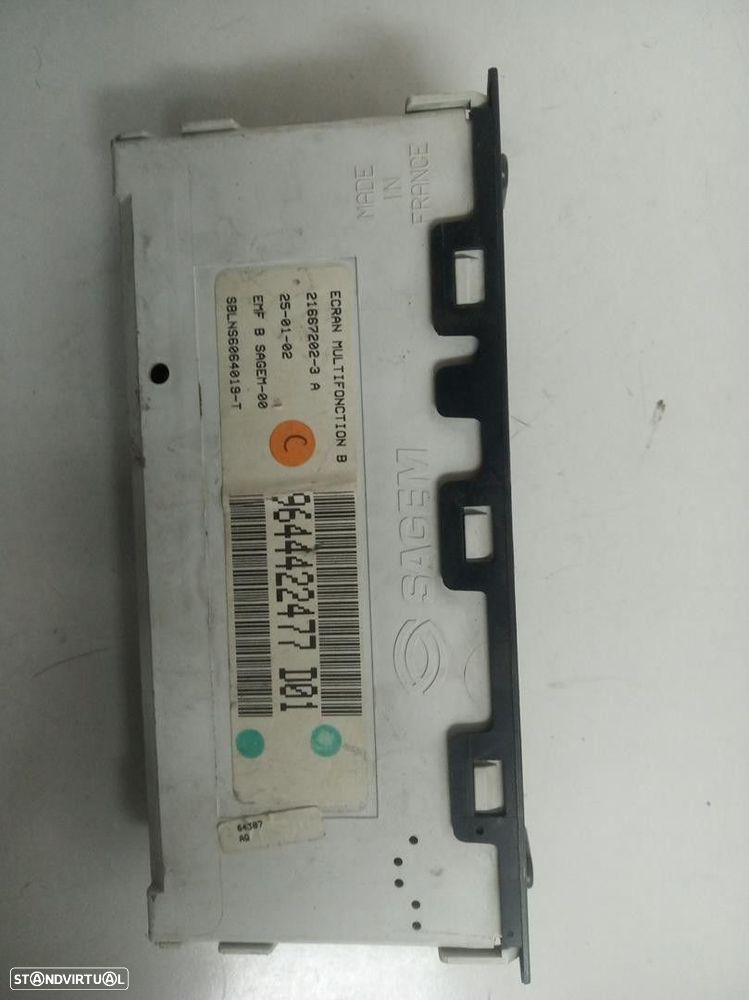 MADE
IN
FRANCE
ECRAN MULTIFONCTION B
21667202-3 A
25-01-02
EMF B SAGEM-00
SBLNS6064019-T
C
9644422477 D01
SAGEM
64387
AQ
STANDVIRTUAL